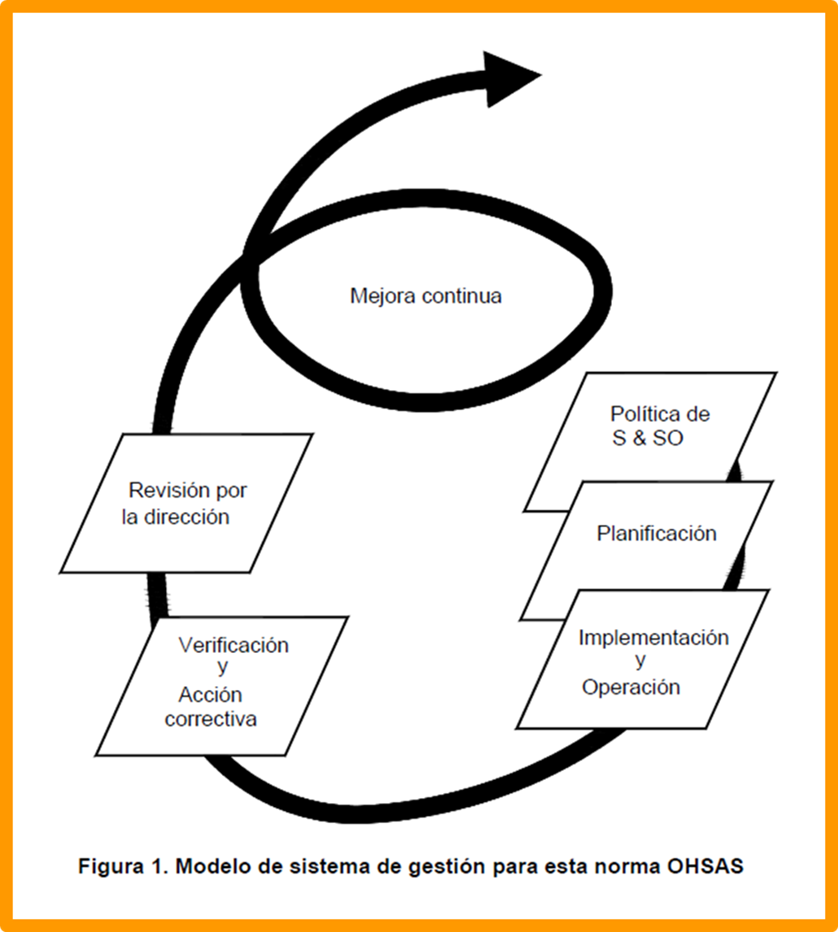 Mejora continua
Política de
S & SO
Planificación
Implementación
y
Operación
Verificación
y
Acción
correctiva
Revisión por
la dirección
Figura 1. Modelo de sistema de gestión para esta norma OHSAS